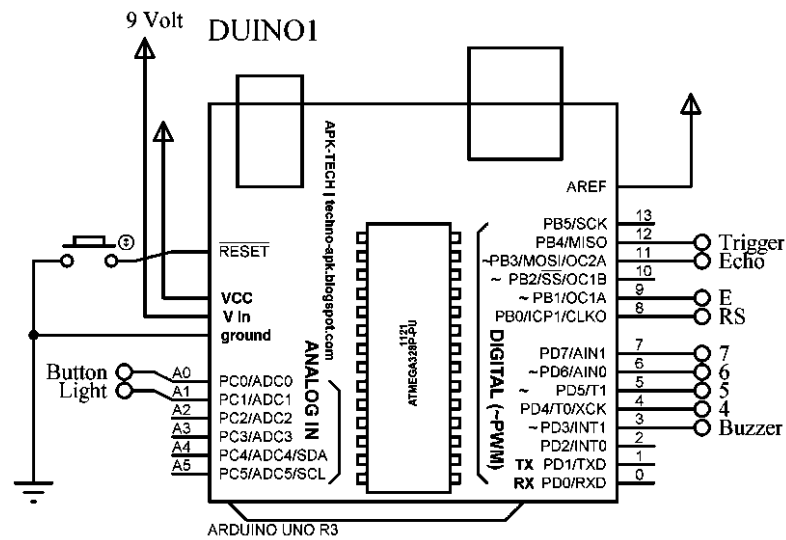 9 Volt
DUINO1
APK-TECH | techno-apk.blogspot.com
AREF
PB5/SCK 13
PB4/MISO 12 Trigger
~PB3/MOSI/OC2A 11 Echo
~ PB2/SS/OC1B 10
~ PB1/OC1A 9 E
PB0/ICP1/CLKO 8 RS
PD7/AIN1 7 7
~PD6/AIN0 6 6
~ PD5/T1 5 5
PD4/T0/XCK 4 4
~PD3/INT1 3 Buzzer
PD2/INT0 2
TX PD1/TXD 1
RX PD0/RXD 0
RESET
VCC
V In
ground
Button A0 PC0/ADC0
Light A1 PC1/ADC1
A2 PC2/ADC2
A3 PC3/ADC3
A4 PC4/ADC4/SDA
A5 PC5/ADC5/SCL
ANALOG IN
1121
ATMEGA328P-PU
DIGITAL (~PWM)
ARDUINO UNO R3